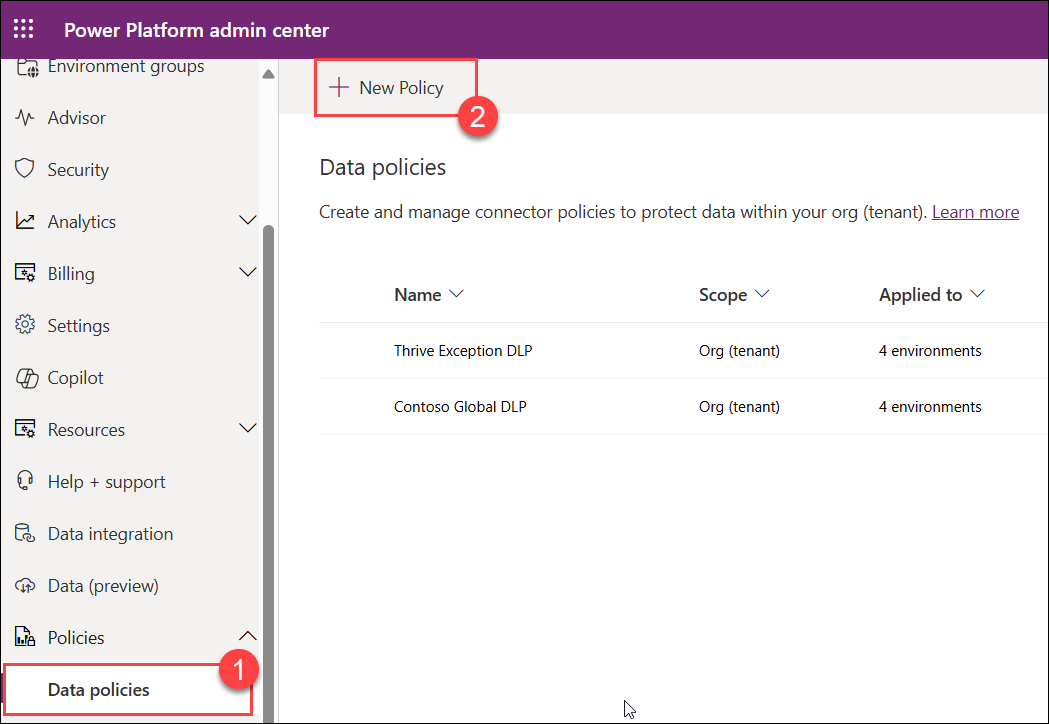 Power Platform admin center
Environment groups
Advisor
Security
Analytics
Billing
Settings
Copilot
Resources
Help + support
Data integration
Data (preview)
Policies
1
Data policies
New Policy
2
Data policies
Create and manage connector policies to protect data within your org (tenant). Learn more
Name Scope Applied to
Thrive Exception DLP Org (tenant) 4 environments
Contoso Global DLP Org (tenant) 4 environments